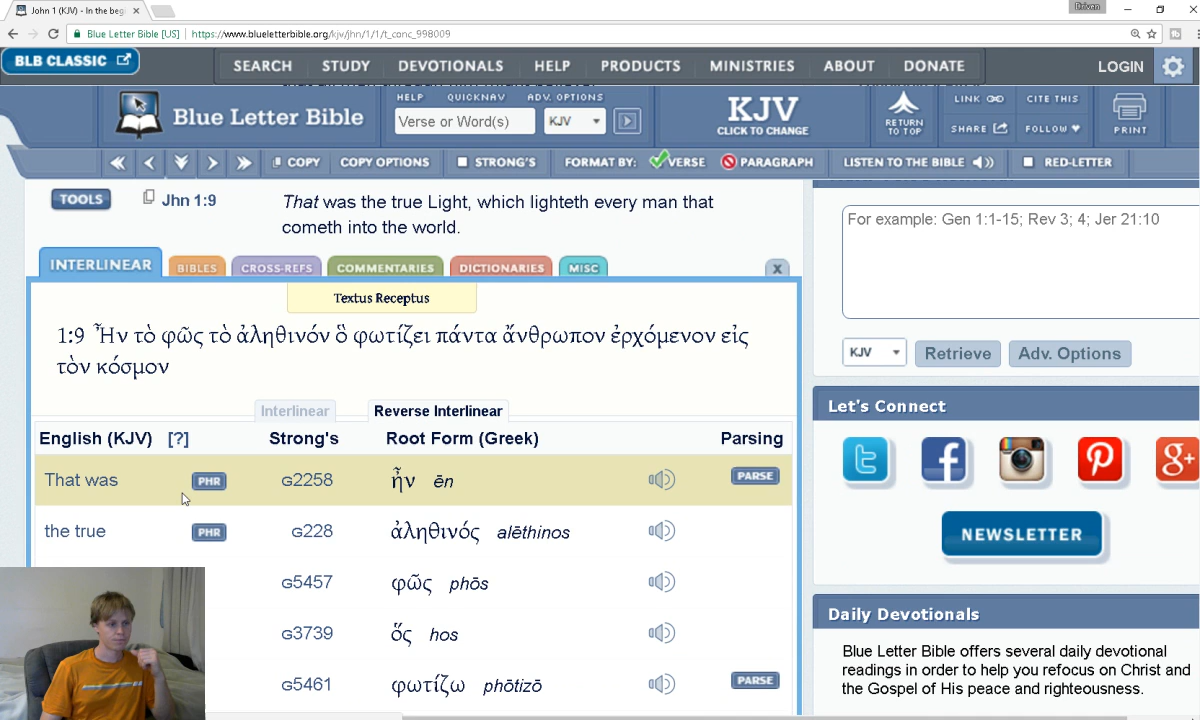 John 1 (KJV) - In the beg
Driven
Blue Letter Bible [US] https://www.blueletterbible.org/kjv/jhn/1/1/t_conc_998009
BLB CLASSIC
SEARCH STUDY DEVOTIONALS HELP PRODUCTS MINISTRIES ABOUT DONATE
LOGIN
Blue Letter Bible
HELP QUICKNAV ADV. OPTIONS
Verse or Word(s) KJV
KJV
CLICK TO CHANGE
RETURN
TO TOP
LINK CITE THIS
SHARE FOLLOW
PRINT
COPY COPY OPTIONS STRONG'S FORMAT BY: VERSE PARAGRAPH LISTEN TO THE BIBLE RED-LETTER
TOOLS Jhn 1:9 That was the true Light, which lighteth every man that
cometh into the world.
INTERLINEAR BIBLES CROSS-REFS COMMENTARIES DICTIONARIES MISC X
Textus Receptus
1:9 Ἦν τὸ φῶς τὸ ἀληθινόν ὃ φωτίζει πάντα ἄνθρωπον ἐρχόμενον εἰς
τὸν κόσμον
Interlinear Reverse Interlinear
English (KJV) [?] Strong's Root Form (Greek) Parsing
That was PHR G2258 ἦν ēn PARSE
the true PHR G228 ἀληθινός alēthinos
G5457 φῶς phōs
G3739 ὅς hos
G5461 φωτίζω phōtizō PARSE
For example: Gen 1:1-15; Rev 3; 4; Jer 21:10
KJV Retrieve Adv. Options
Let's Connect
NEWSLETTER
Daily Devotionals
Blue Letter Bible offers several daily devotional
readings in order to help you refocus on Christ and
the Gospel of His peace and righteousness.